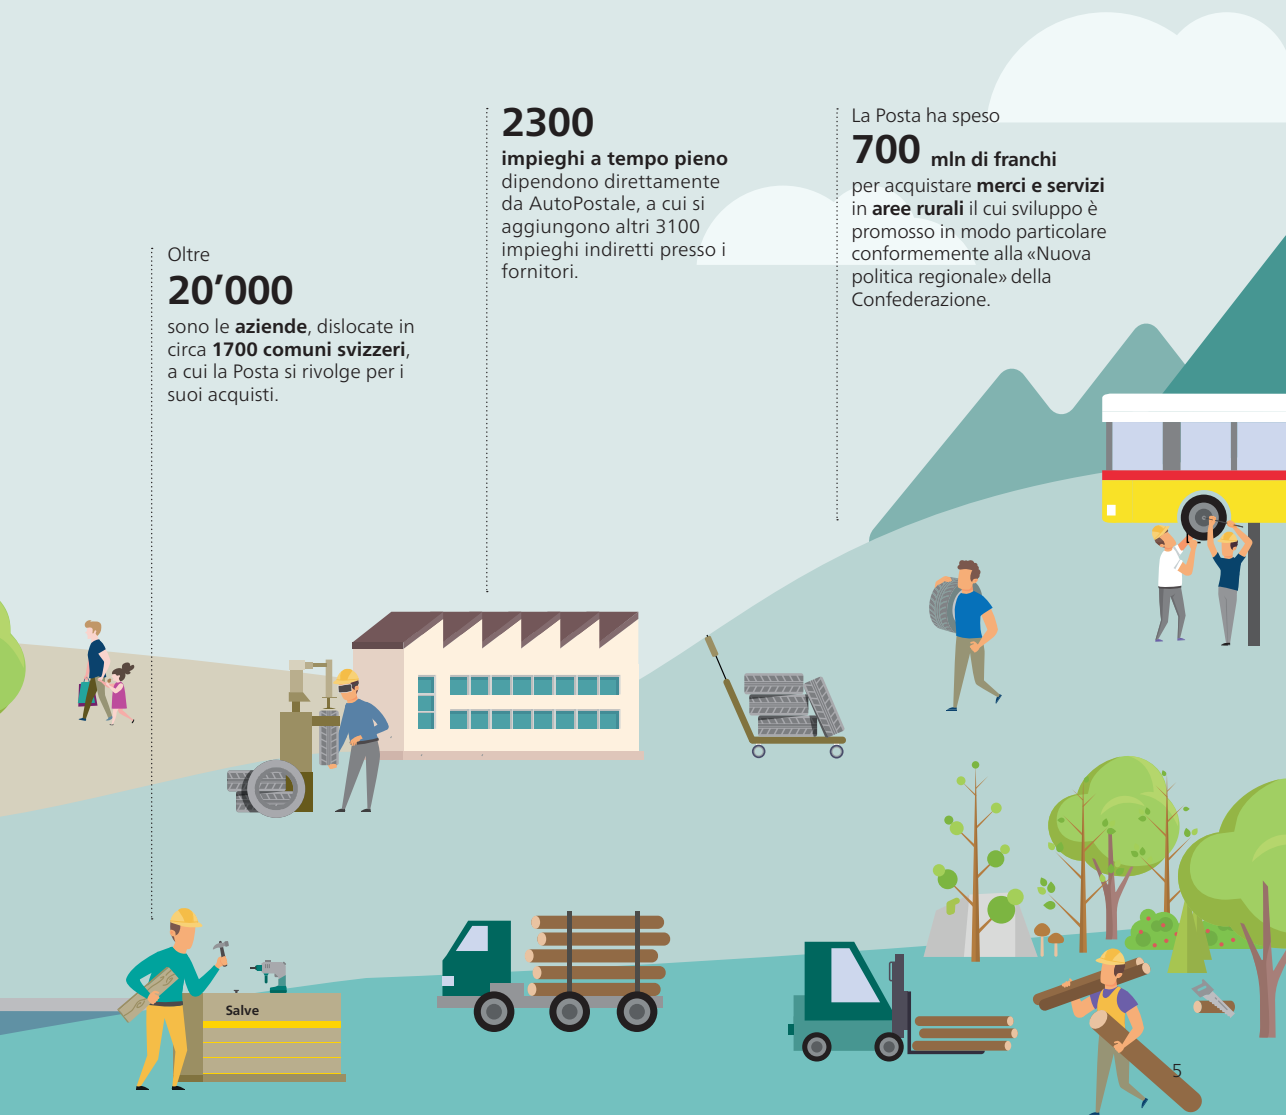 Oltre
20’000
sono le aziende, dislocate in
circa 1700 comuni svizzeri,
a cui la Posta si rivolge per i
suoi acquisti.
2300
impieghi a tempo pieno
dipendono direttamente
da AutoPostale, a cui si
aggiungono altri 3100
impieghi indiretti presso i
fornitori.
La Posta ha speso
700 mln di franchi
per acquistare merci e servizi
in aree rurali il cui sviluppo è
promosso in modo particolare
conformemente alla «Nuova
politica regionale» della
Confederazione.
Salve
5